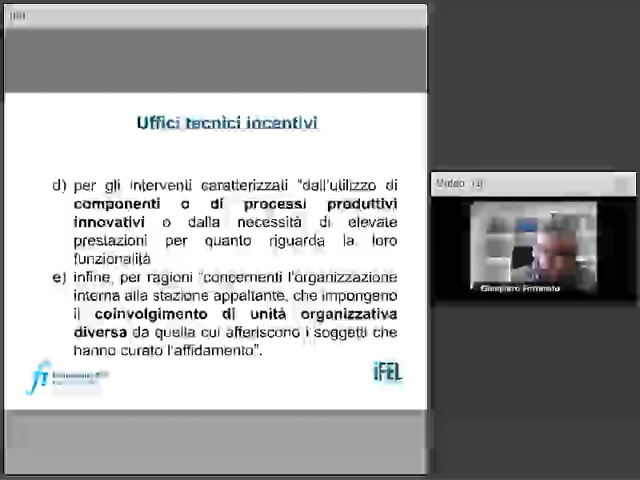 Uffici tecnici incentivi
d) per gli interventi caratterizzati "dall'utilizzo di
componenti o di processi produttivi
innovativi o dalla necessità di elevate
prestazioni per quanto riguarda la loro
funzionalità
e) infine, per ragioni "concernenti l'organizzazione
interna alla stazione appaltante, che impongano
il coinvolgimento di unità organizzativa
diversa da quella cui afferiscono i soggetti che
hanno curato l'affidamento".
IFEL
Video